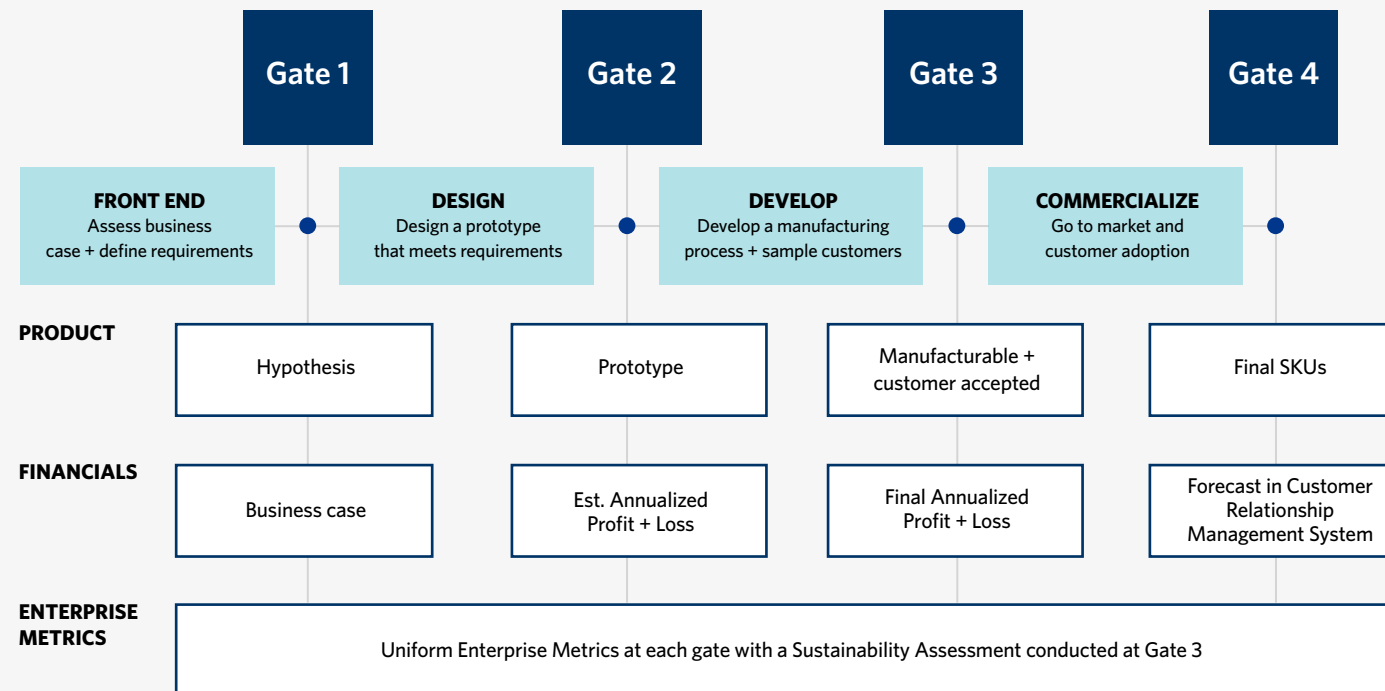 Gate 1
Gate 2
Gate 3
Gate 4
FRONT END
Assess business
case + define requirements
DESIGN
Design a prototype
that meets requirements
DEVELOP
Develop a manufacturing
process + sample customers
COMMERCIALIZE
Go to market and
customer adoption
PRODUCT
Hypothesis
Prototype
Manufacturable +
customer accepted
Final SKUs
FINANCIALS
Business case
Est. Annualized
Profit + Loss
Final Annualized
Profit + Loss
Forecast in Customer
Relationship
Management System
ENTERPRISE
METRICS
Uniform Enterprise Metrics at each gate with a Sustainability Assessment conducted at Gate 3